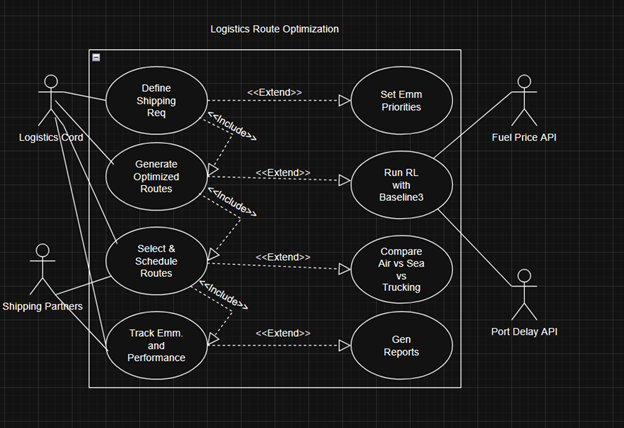 Logistics Route Optimization
Define
Shipping
Req
<<Extend>>
Set Emm
Priorities
Logistics Cord
<<Include>>
Fuel Price API
Generate
Optimized
Routes
<<Extend>>
Run RL
with
Baseline3
<<Include>>
Select &
Schedule
Routes
<<Extend>>
Compare
Air vs Sea
vs
Trucking
Shipping Partners
<<Include>>
Port Delay API
Track Emm.
and
Performance
<<Extend>>
Gen
Reports